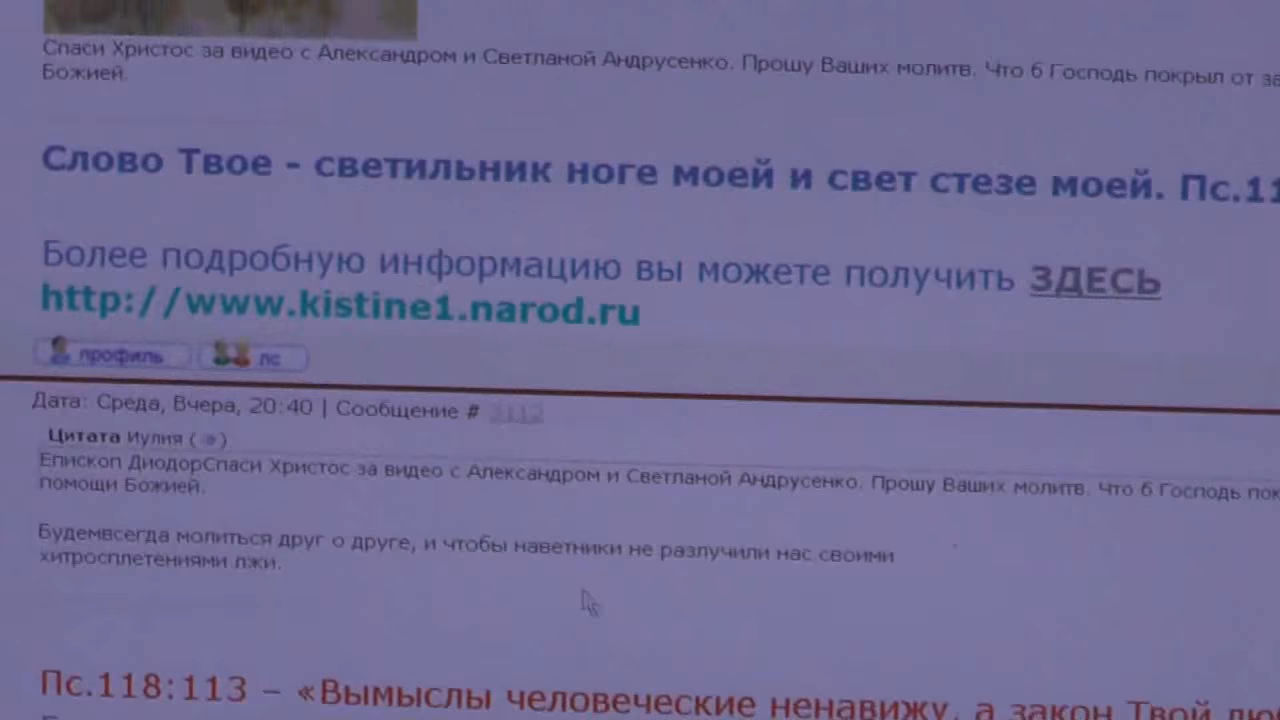 Спаси Христос за видео с Александром и Светланой Андрусенко. Прошу Ваших молитв. Что б Господь покрыл от
Божией.
Слово Твое - светильник ноге моей и свет стезе моей. Пс.11
Более подробную информацию вы можете получить ЗДЕСЬ
http://www.kistine1.narod.ru
профиль лс
Дата: Среда, Вчера, 20:40 | Сообщение # 3112
Цитата Иулия ( )
Епископ ДиодорСпаси Христос за видео с Александром и Светланой Андрусенко. Прошу Ваших молитв. Что б Господь
помощи Божией.
Будемвсегда молиться друг о друге, и чтобы наветники не разлучили нас своими
хитросплетениями лжи.
Пс.118:113 – «Вымыслы человеческие ненавижу, а закон Твой